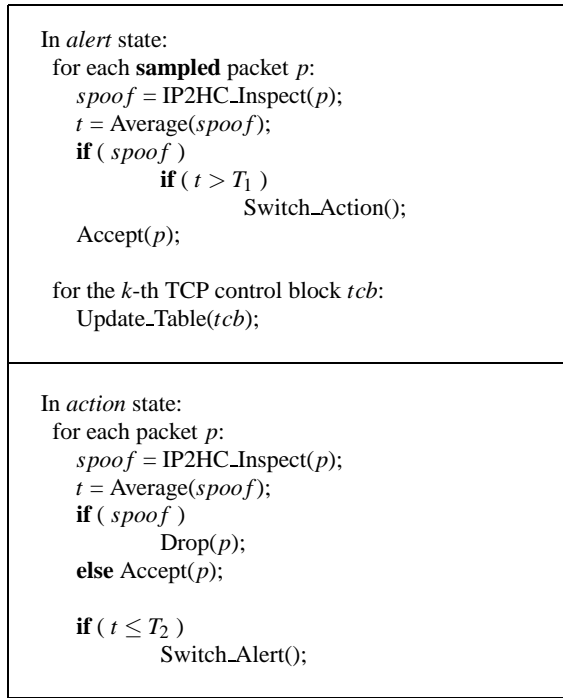 In alert state:
for each sampled packet p:
spoof = IP2HC_Inspect(p);
t = Average(spoof);
if ( spoof )
if ( t > T1 )
Switch_Action();
Accept(p);
for the k-th TCP control block tcb:
Update_Table(tcb);
In action state:
for each packet p:
spoof = IP2HC_Inspect(p);
t = Average(spoof);
if ( spoof )
Drop(p);
else Accept(p);
if ( t ≤ T2 )
Switch_Alert();